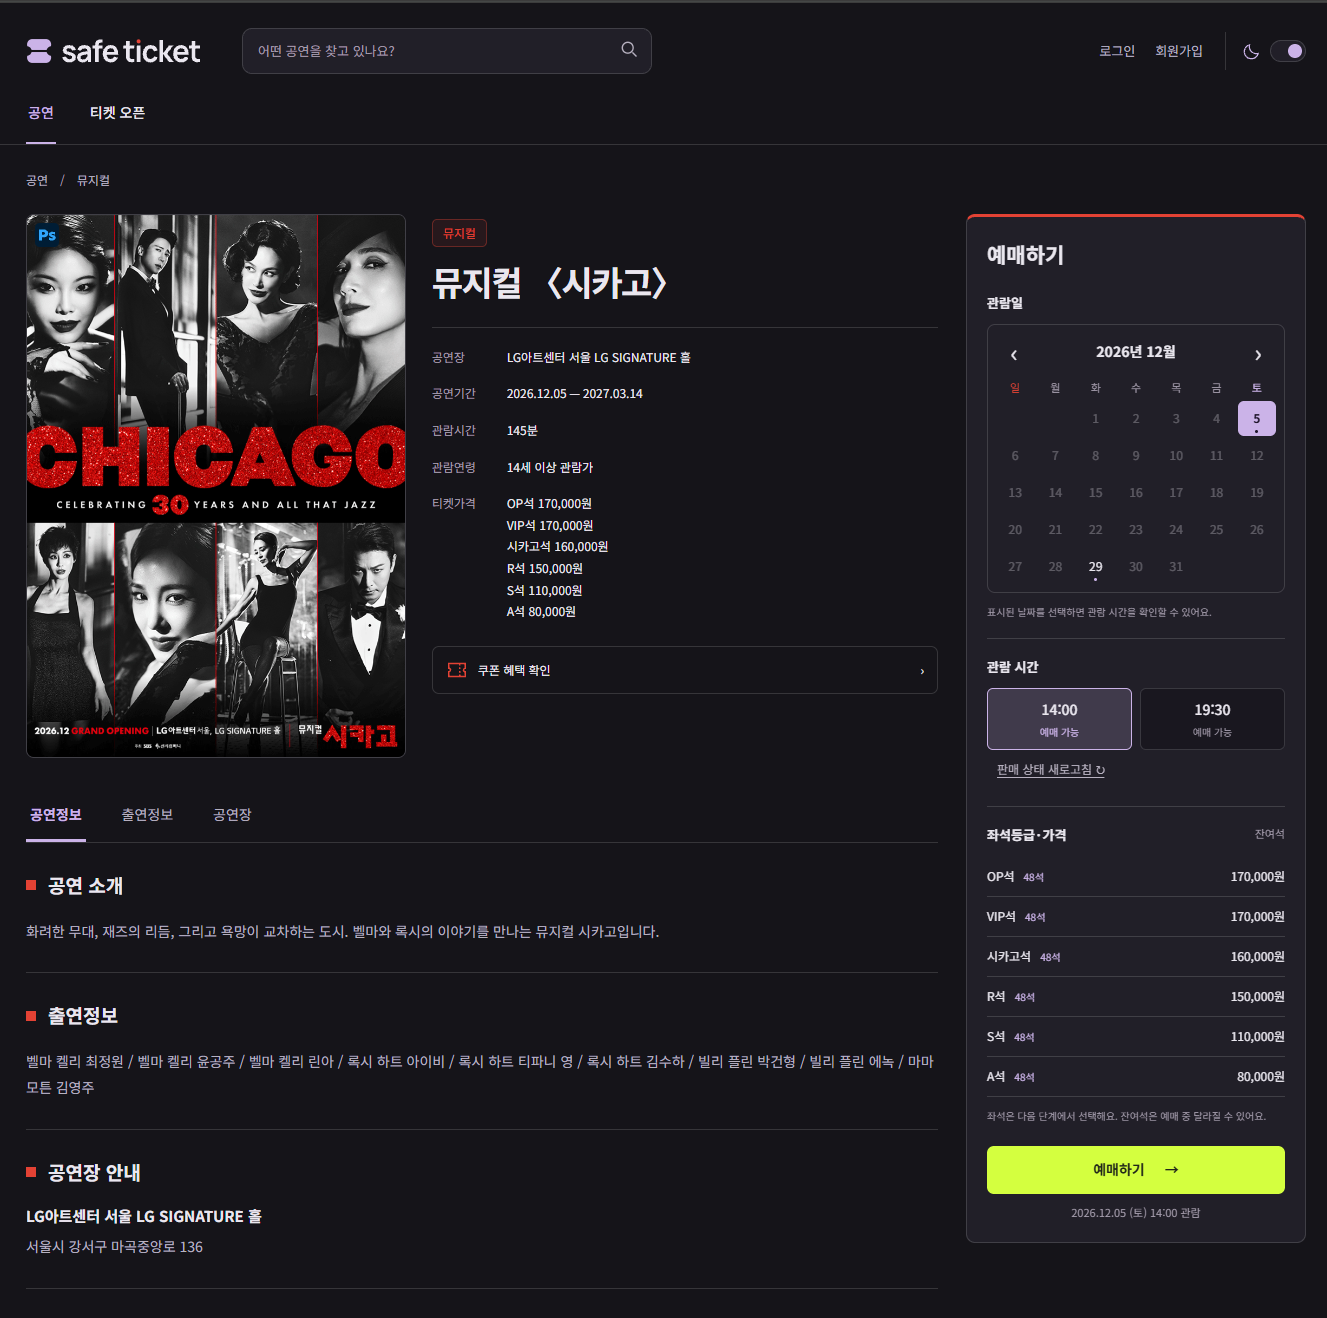 safe ticket
어떤 공연을 찾고 있나요?
로그인
회원가입
공연
티켓 오픈
공연 / 뮤지컬
Ps
CHICAGO
CELEBRATING 30 YEARS AND ALL THAT JAZZ
2026.12 GRAND OPENING | LG아트센터 서울, LG SIGNATURE 홀
뮤지컬 시카고
뮤지컬
뮤지컬 〈시카고〉
공연장 LG아트센터 서울 LG SIGNATURE 홀
공연기간 2026.12.05 — 2027.03.14
관람시간 145분
관람연령 14세 이상 관람가
티켓가격 OP석 170,000원
VIP석 170,000원
시카고석 160,000원
R석 150,000원
S석 110,000원
A석 80,000원
쿠폰 혜택 확인 ›
공연정보
출연정보
공연장
공연 소개
화려한 무대, 재즈의 리듬, 그리고 욕망이 교차하는 도시. 벨마와 록시의 이야기를 만나는 뮤지컬 시카고입니다.
출연정보
벨마 켈리 최정원 / 벨마 켈리 윤공주 / 벨마 켈리 린아 / 록시 하트 아이비 / 록시 하트 티파니 영 / 록시 하트 김수하 / 빌리 플린 박건형 / 빌리 플린 에녹 / 마마
모튼 김영주
공연장 안내
LG아트센터 서울 LG SIGNATURE 홀
서울시 강서구 마곡중앙로 136
예매하기
관람일
‹ 2026년 12월 ›
일 월 화 수 목 금 토
1 2 3 4 5
6 7 8 9 10 11 12
13 14 15 16 17 18 19
20 21 22 23 24 25 26
27 28 29 30 31
표시된 날짜를 선택하면 관람 시간을 확인할 수 있어요.
관람 시간
14:00
예매 가능
19:30
예매 가능
판매 상태 새로고침 ↻
좌석등급·가격 잔여석
OP석 48석 170,000원
VIP석 48석 170,000원
시카고석 48석 160,000원
R석 48석 150,000원
S석 48석 110,000원
A석 48석 80,000원
좌석은 다음 단계에서 선택해요. 잔여석은 예매 중 달라질 수 있어요.
예매하기 →
2026.12.05 (토) 14:00 관람